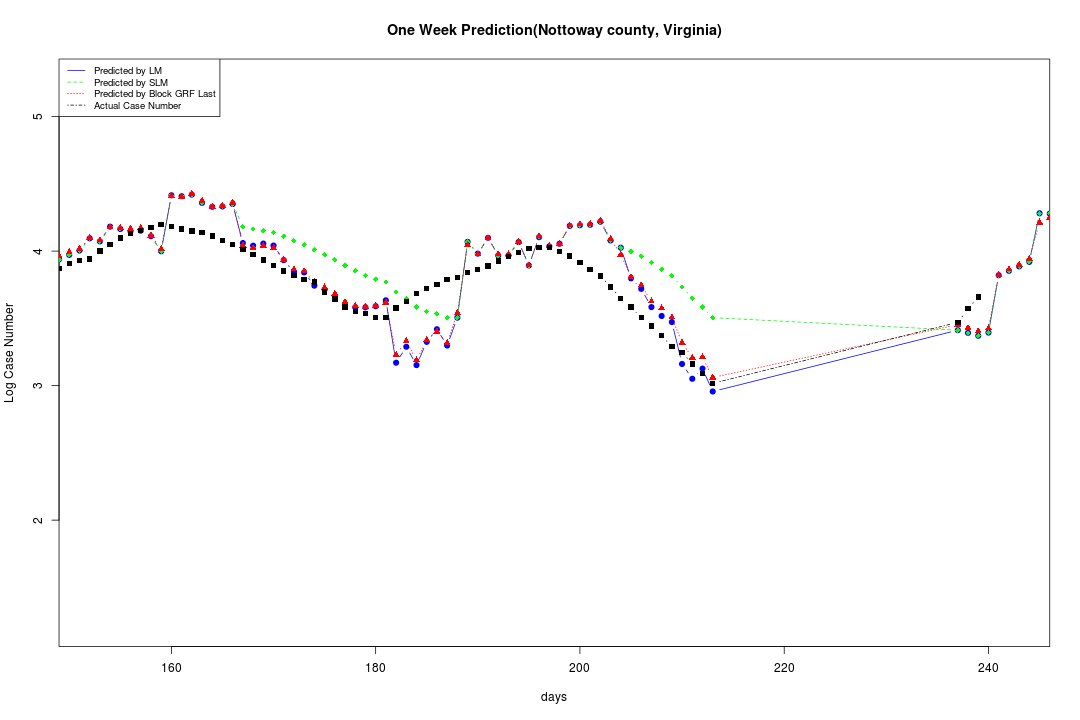 One Week Prediction(Nottoway county, Virginia)
Predicted by LM
Predicted by SLM
Predicted by Block GRF Last
Actual Case Number
5
4
3
2
Log Case Number
160 180 200 220 240
days